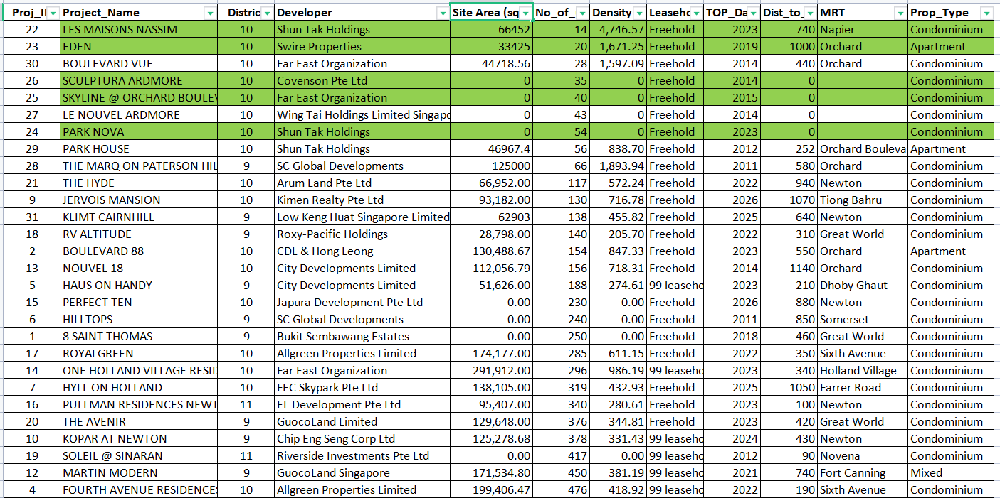 Proj_I Project_Name Distric Developer Site Area (sq No_of_ Density Leaseho TOP_Da Dist_to_ MRT Prop_Type
22 LES MAISONS NASSIM 10 Shun Tak Holdings 66452 14 4,746.57 Freehold 2023 740 Napier Condominium
23 EDEN 10 Swire Properties 33425 20 1,671.25 Freehold 2019 1000 Orchard Apartment
30 BOULEVARD VUE 10 Far East Organization 44718.56 28 1,597.09 Freehold 2014 440 Orchard Condominium
26 SCULPTURA ARDMORE 10 Covenson Pte Ltd 0 35 0 Freehold 2014 0 Condominium
25 SKYLINE @ ORCHARD BOULEV 10 Far East Organization 0 40 0 Freehold 2015 0 Condominium
27 LE NOUVEL ARDMORE 10 Wing Tai Holdings Limited Singapo 0 43 0 Freehold 2014 0 Condominium
24 PARK NOVA 10 Shun Tak Holdings 0 54 0 Freehold 2023 0 Condominium
29 PARK HOUSE 10 Shun Tak Holdings 46967.4 56 838.70 Freehold 2012 252 Orchard Bouleva Apartment
28 THE MARQ ON PATERSON HIL 9 SC Global Developments 125000 66 1,893.94 Freehold 2011 580 Orchard Condominium
21 THE HYDE 10 Arum Land Pte Ltd 66,952.00 117 572.24 Freehold 2022 940 Newton Condominium
9 JERVOIS MANSION 10 Kimen Realty Pte Ltd 93,182.00 130 716.78 Freehold 2026 1070 Tiong Bahru Condominium
31 KLIMT CAIRNHILL 9 Low Keng Huat Singapore Limited 62903 138 455.82 Freehold 2025 640 Newton Condominium
18 RV ALTITUDE 9 Roxy-Pacific Holdings 28,798.00 140 205.70 Freehold 2022 310 Great World Condominium
2 BOULEVARD 88 10 CDL & Hong Leong 130,488.67 154 847.33 Freehold 2023 550 Orchard Apartment
13 NOUVEL 18 10 City Developments Limited 112,056.79 156 718.31 Freehold 2014 1140 Orchard Condominium
5 HAUS ON HANDY 9 City Developments Limited 51,626.00 188 274.61 99 leaseho 2023 210 Dhoby Ghaut Condominium
15 PERFECT TEN 10 Japura Development Pte Ltd 0.00 230 0.00 Freehold 2026 880 Newton Condominium
6 HILLTOPS 9 SC Global Developments 0.00 240 0.00 Freehold 2011 850 Somerset Condominium
1 8 SAINT THOMAS 9 Bukit Sembawang Estates 0.00 250 0.00 Freehold 2018 460 Great World Condominium
17 ROYALGREEN 10 Allgreen Properties Limited 174,177.00 285 611.15 Freehold 2022 350 Sixth Avenue Condominium
14 ONE HOLLAND VILLAGE RESID 10 Far East Organization 291,912.00 296 986.19 99 leaseho 2023 340 Holland Village Condominium
7 HYLL ON HOLLAND 10 FEC Skypark Pte Ltd 138,105.00 319 432.93 Freehold 2025 1050 Farrer Road Condominium
16 PULLMAN RESIDENCES NEWT 11 EL Development Pte Ltd 95,407.00 340 280.61 Freehold 2023 100 Newton Condominium
20 THE AVENIR 9 GuocoLand Limited 129,648.00 376 344.81 Freehold 2023 420 Great World Condominium
10 KOPAR AT NEWTON 9 Chip Eng Seng Corp Ltd 125,278.68 378 331.43 99 leaseho 2024 430 Newton Condominium
19 SOLEIL @ SINARAN 11 Riverside Investments Pte Ltd 0.00 417 0.00 99 leaseho 2012 90 Novena Condominium
12 MARTIN MODERN 9 GuocoLand Singapore 171,534.80 450 381.19 99 leaseho 2021 740 Fort Canning Mixed
4 FOURTH AVENUE RESIDENCES 10 Allgreen Properties Limited 199,406.47 476 418.92 99 leaseho 2022 190 Sixth Avenue Condominium